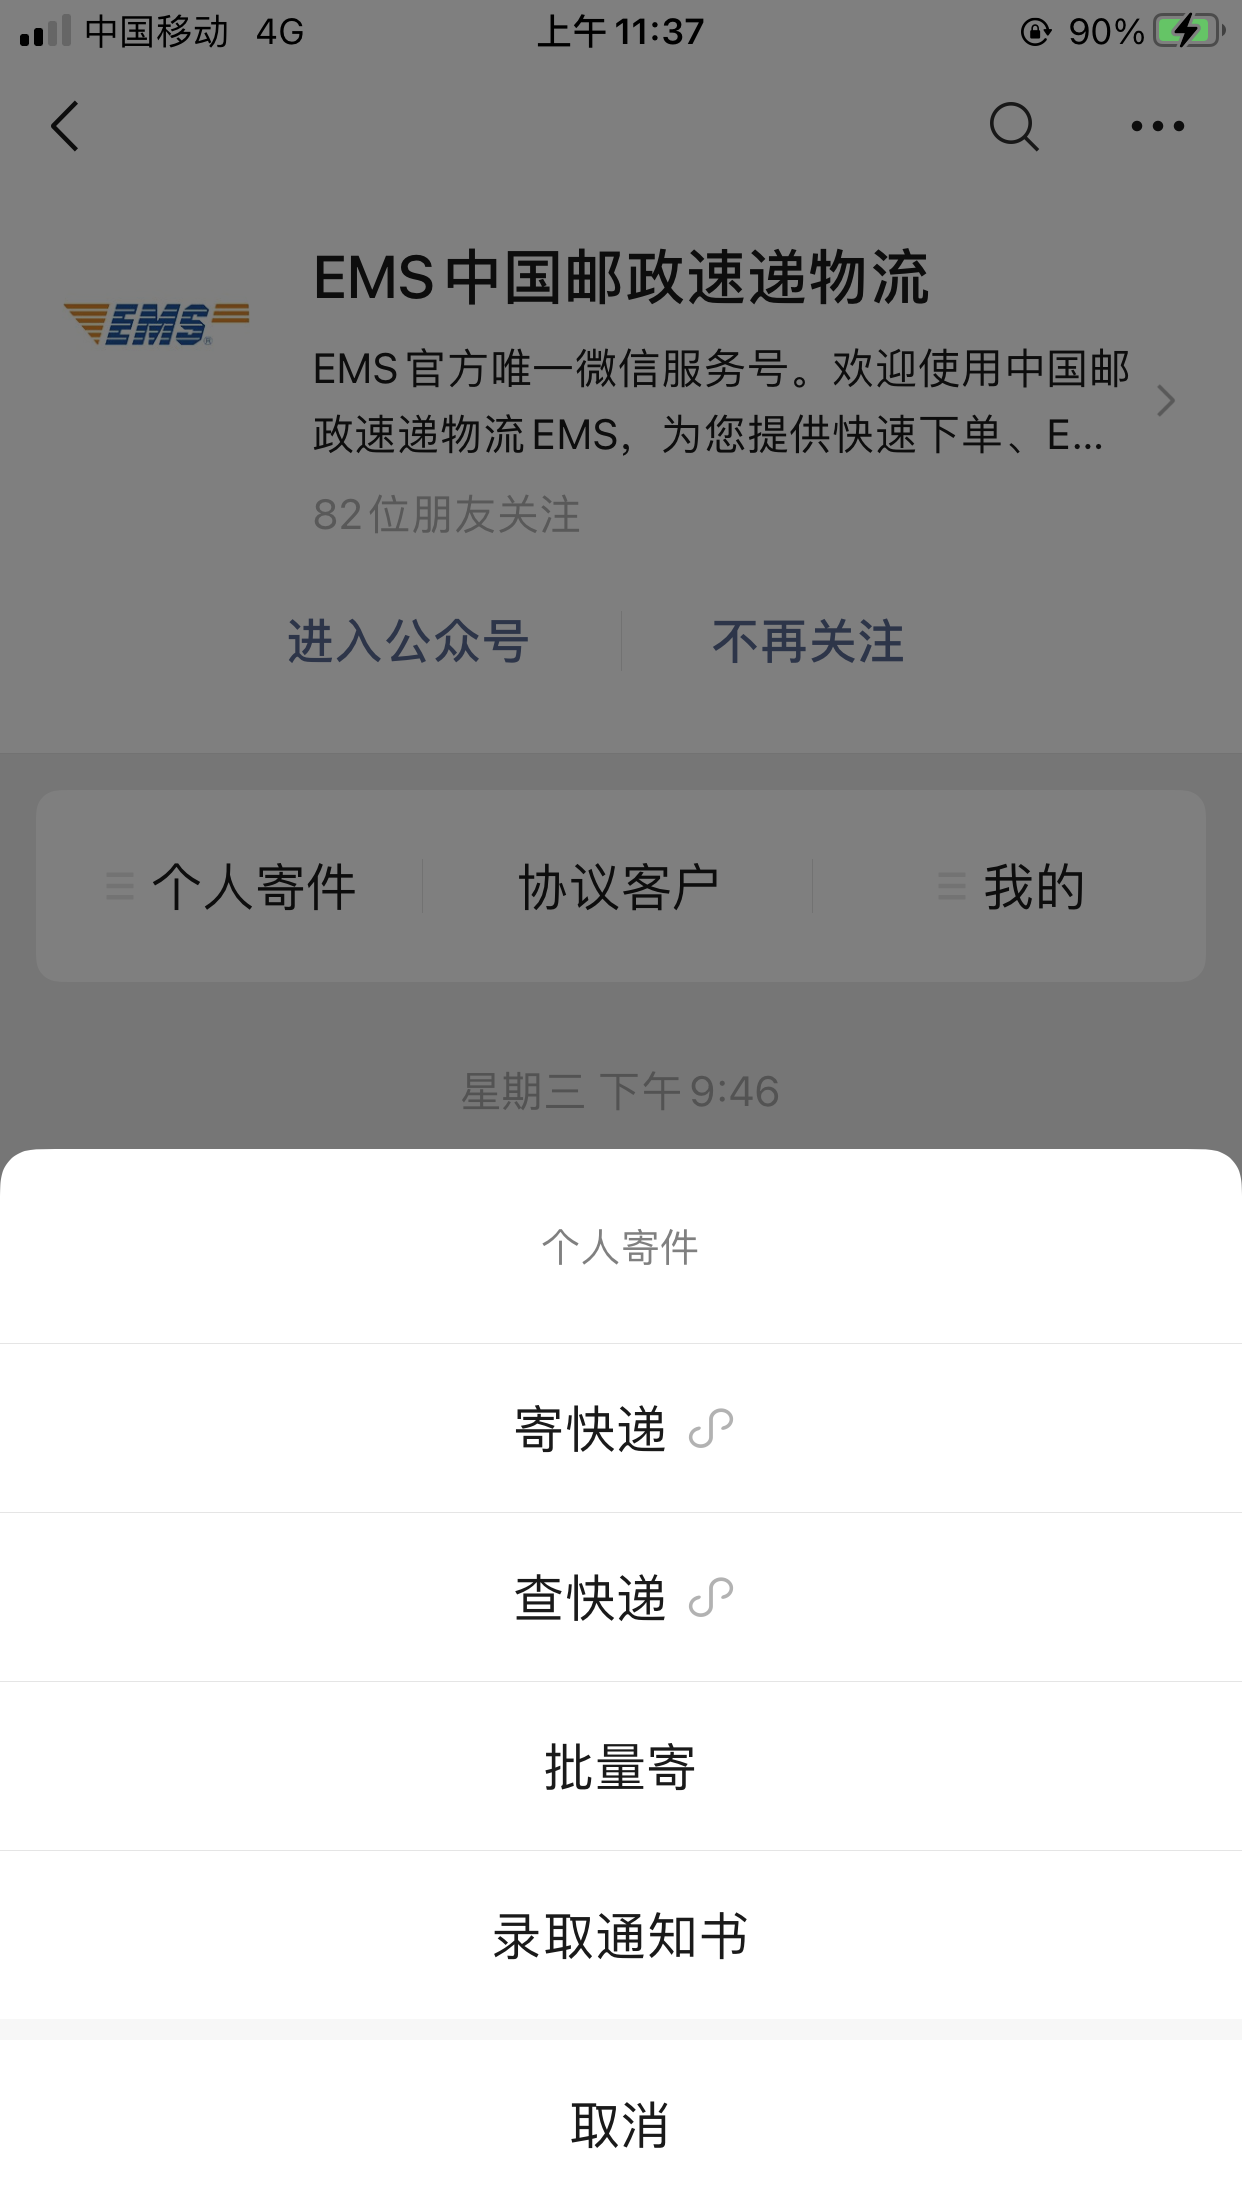 中国移动 4G 上午11:37 90%
EMS中国邮政速递物流
EMS®
EMS官方唯一微信服务号。欢迎使用中国邮
政速递物流EMS，为您提供快速下单、E...
82位朋友关注
进入公众号 不再关注
个人寄件 协议客户 我的
星期三 下午9:46
个人寄件
寄快递
查快递
批量寄
录取通知书
取消